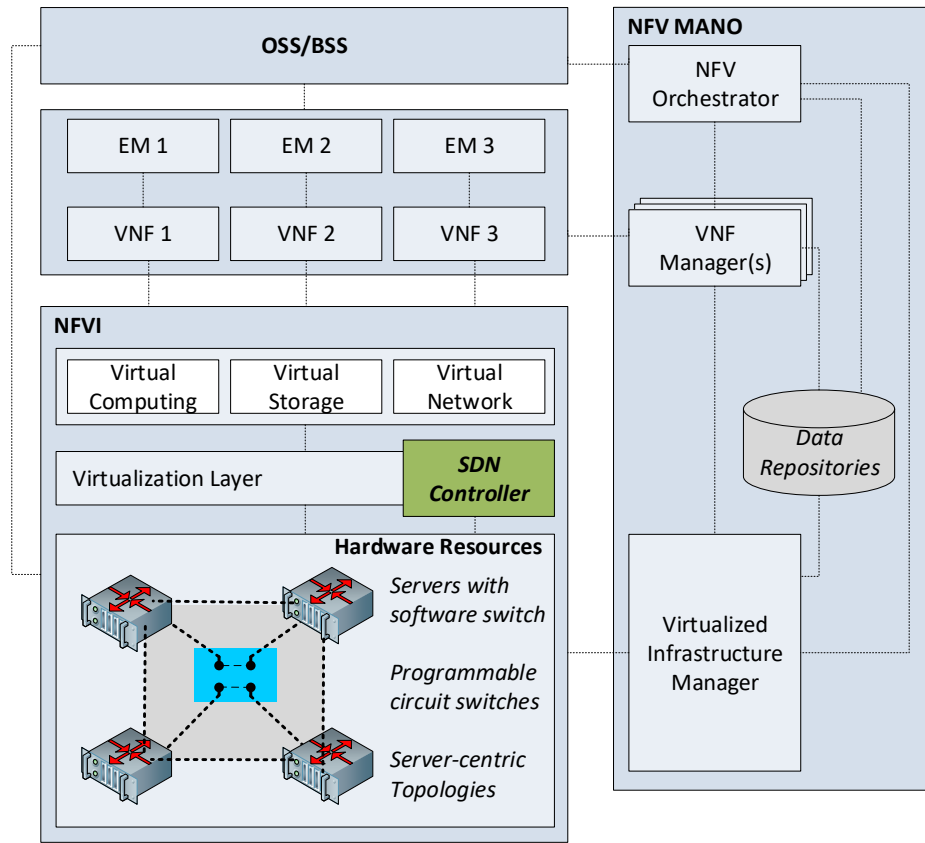 OSS/BSS
EM 1
EM 2
EM 3
VNF 1
VNF 2
VNF 3
NFVI
Virtual
Computing
Virtual
Storage
Virtual
Network
Virtualization Layer
SDN
Controller
Hardware Resources
Servers with
software switch
Programmable
circuit switches
Server-centric
Topologies
NFV MANO
NFV
Orchestrator
VNF
Manager(s)
Data
Repositories
Virtualized
Infrastructure
Manager